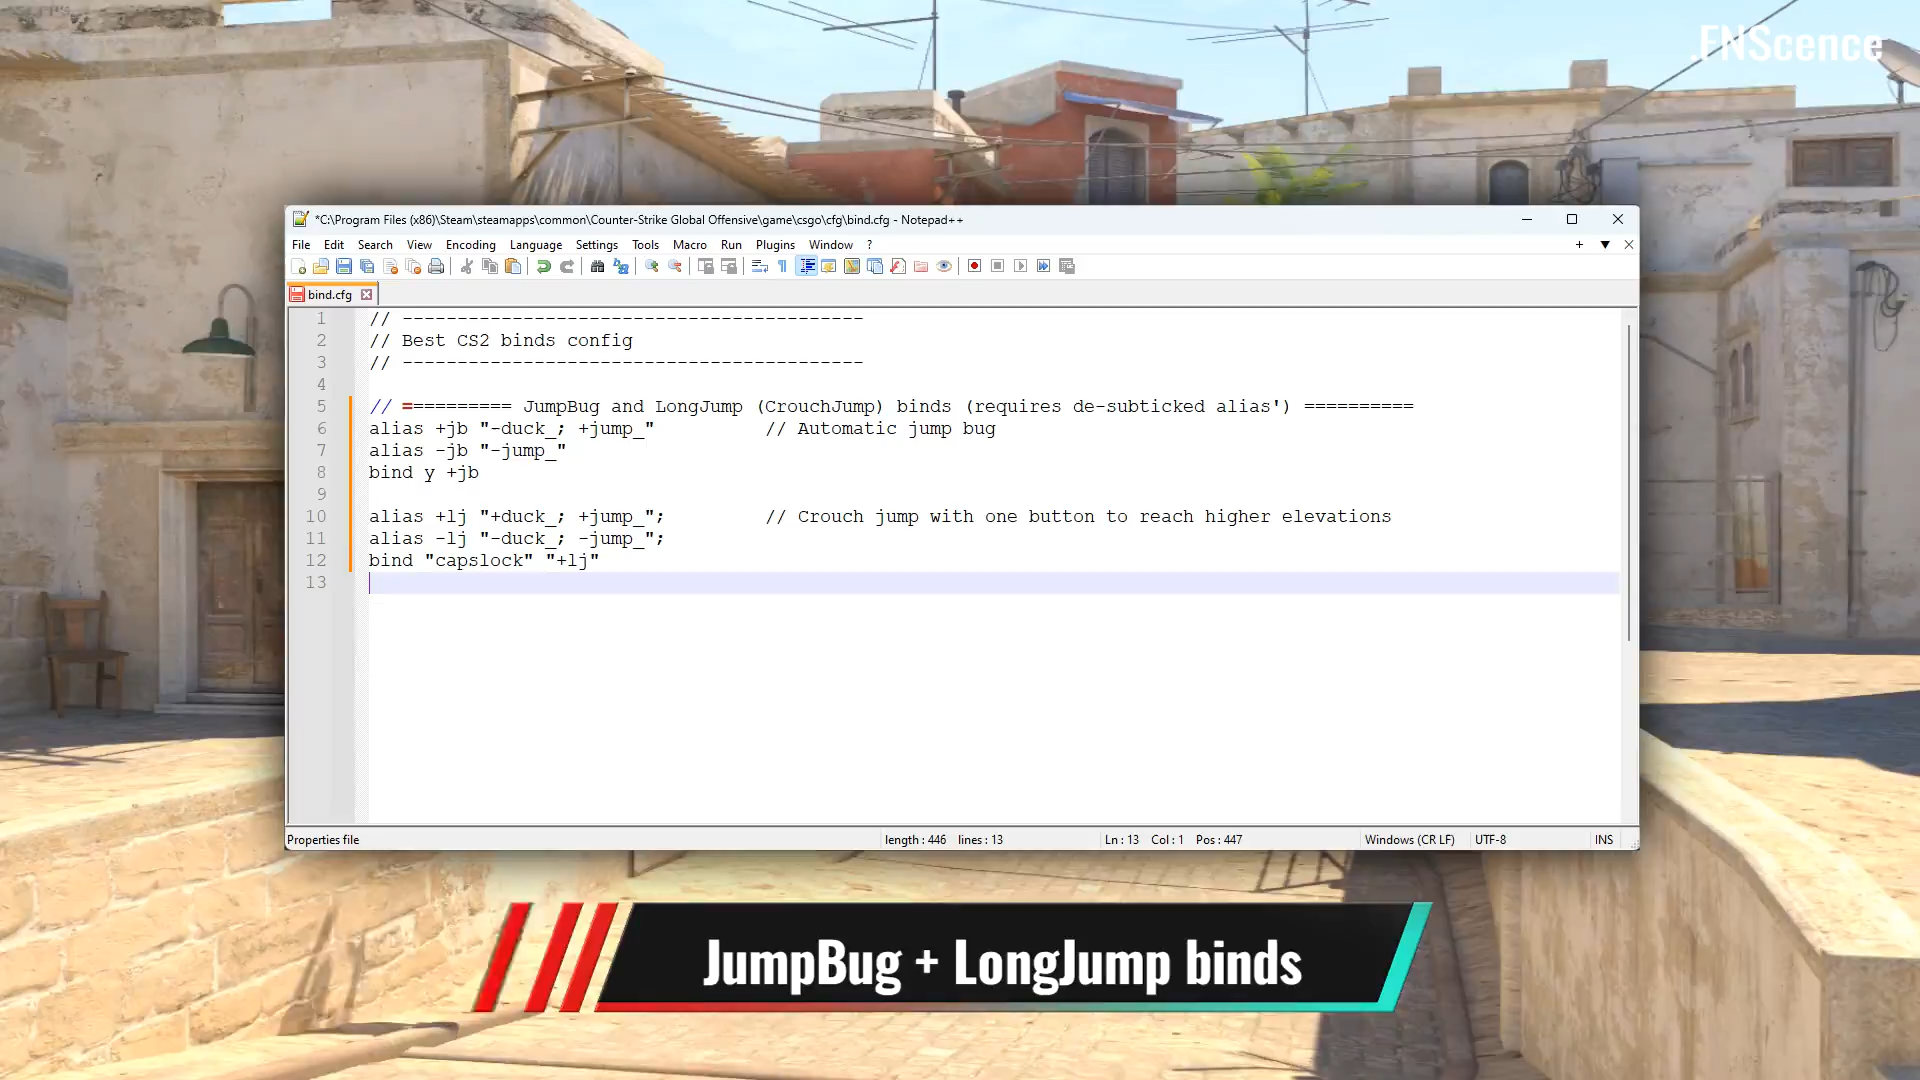 .FNScence
*C:\Program Files (x86)\Steam\steamapps\common\Counter-Strike Global Offensive\game\csgo\cfg\bind.cfg - Notepad++
File Edit Search View Encoding Language Settings Tools Macro Run Plugins Window ?
bind.cfg
1 // ------------------------------------------
2 // Best CS2 binds config
3 // ------------------------------------------
4
5 // ========== JumpBug and LongJump (CrouchJump) binds (requires de-subticked alias') ==========
6 alias +jb "-duck_; +jump_" // Automatic jump bug
7 alias -jb "-jump_"
8 bind y +jb
9
10 alias +lj "+duck_; +jump_"; // Crouch jump with one button to reach higher elevations
11 alias -lj "-duck_; -jump_";
12 bind "capslock" "+lj"
13
Properties file length : 446 lines : 13 Ln : 13 Col : 1 Pos : 447 Windows (CR LF) UTF-8 INS
JumpBug + LongJump binds